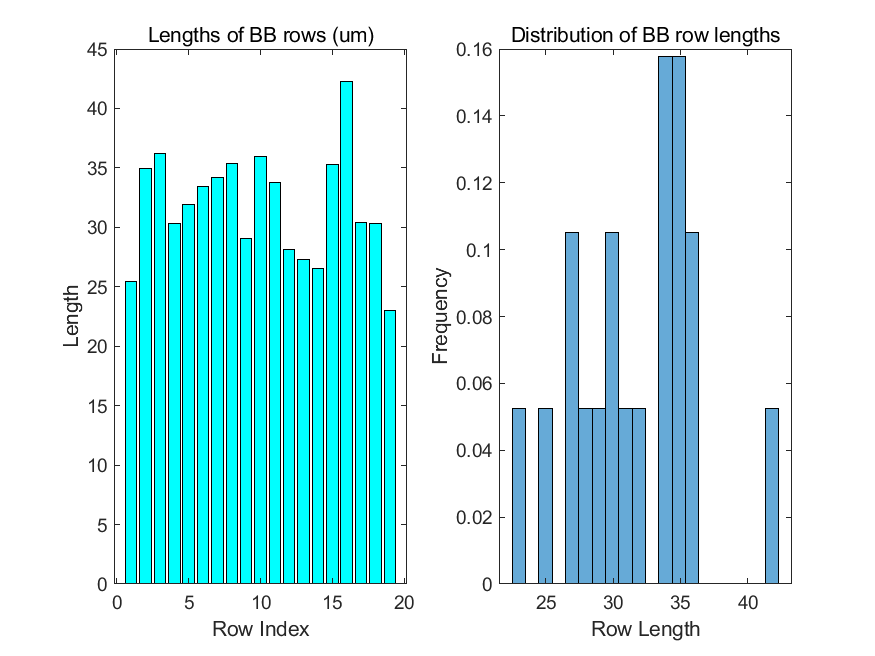 Lengths of BB rows (um)
45
40
35
30
25
20
15
10
5
0
Length
0 5 10 15 20
Row Index
Distribution of BB row lengths
0.16
0.14
0.12
0.1
0.08
0.06
0.04
0.02
0
Frequency
25 30 35 40
Row Length